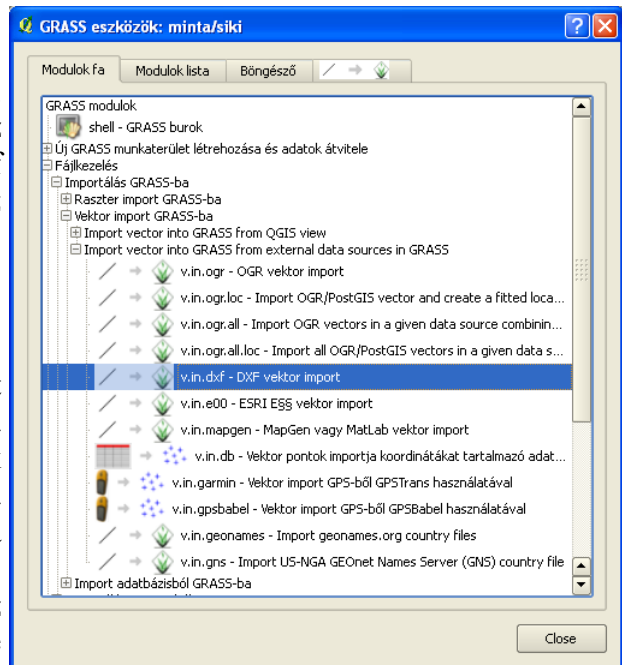 GRASS eszközök: minta/siki
Modulok fa Modulok lista Böngésző
GRASS modulok
shell - GRASS burok
Új GRASS munkaterület létrehozása és adatok átvitele
Fájlkezelés
Importálás GRASS-ba
Raszter import GRASS-ba
Vektor import GRASS-ba
Import vector into GRASS from QGIS view
Import vector into GRASS from external data sources in GRASS
v.in.ogr - OGR vektor import
v.in.ogr.loc - Import OGR/PostGIS vector and create a fitted loca...
v.in.ogr.all - Import OGR vectors in a given data source combinin...
v.in.ogr.all.loc - Import all OGR/PostGIS vectors in a given data s...
v.in.dxf - DXF vektor import
v.in.e00 - ESRI E§§ vektor import
v.in.mapgen - MapGen vagy MatLab vektor import
v.in.db - Vektor pontok importja koordinátákat tartalmazó adat...
v.in.garmin - Vektor import GPS-ből GPSTrans használatával
v.in.gpsbabel - Vektor import GPS-ből GPSBabel használatával
v.in.geonames - Import geonames.org country files
v.in.gns - Import US-NGA GEOnet Names Server (GNS) country file
Import adatbázisból GRASS-ba
Close